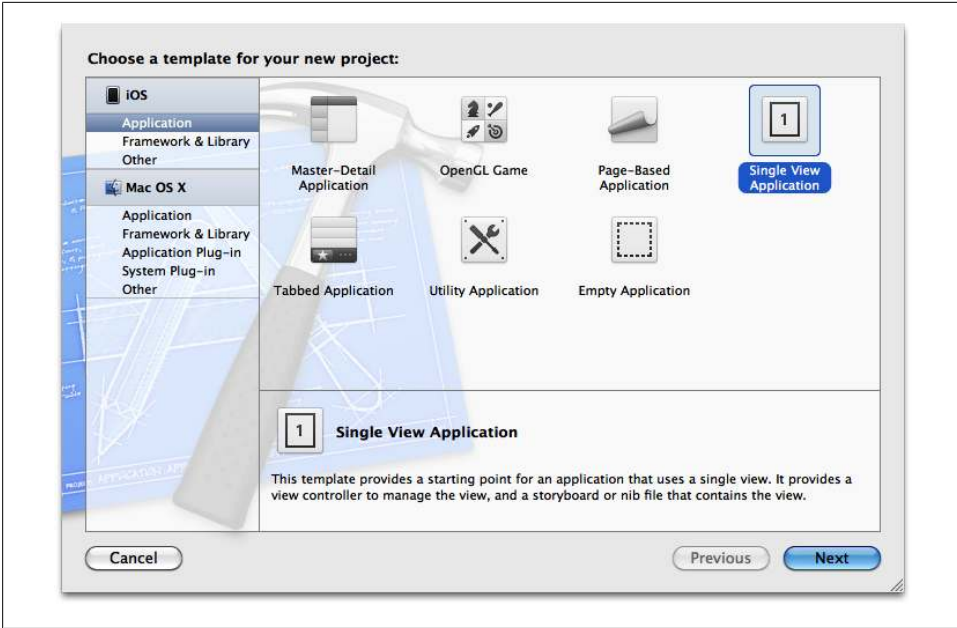 Choose a template for your new project:
iOS
Application
Framework & Library
Other
Mac OS X
Application
Framework & Library
Application Plug-in
System Plug-in
Other
Master-Detail
Application
OpenGL Game
Page-Based
Application
1
Single View
Application
Tabbed Application
Utility Application
Empty Application
1
Single View Application
This template provides a starting point for an application that uses a single view. It provides a
view controller to manage the view, and a storyboard or nib file that contains the view.
Cancel
Previous
Next